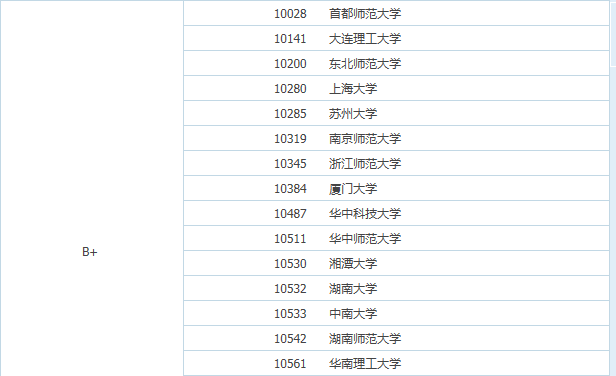 10028 首都师范大学
10141 大连理工大学
10200 东北师范大学
10280 上海大学
10285 苏州大学
10319 南京师范大学
10345 浙江师范大学
10384 厦门大学
10487 华中科技大学
10511 华中师范大学
B+
10530 湘潭大学
10532 湖南大学
10533 中南大学
10542 湖南师范大学
10561 华南理工大学